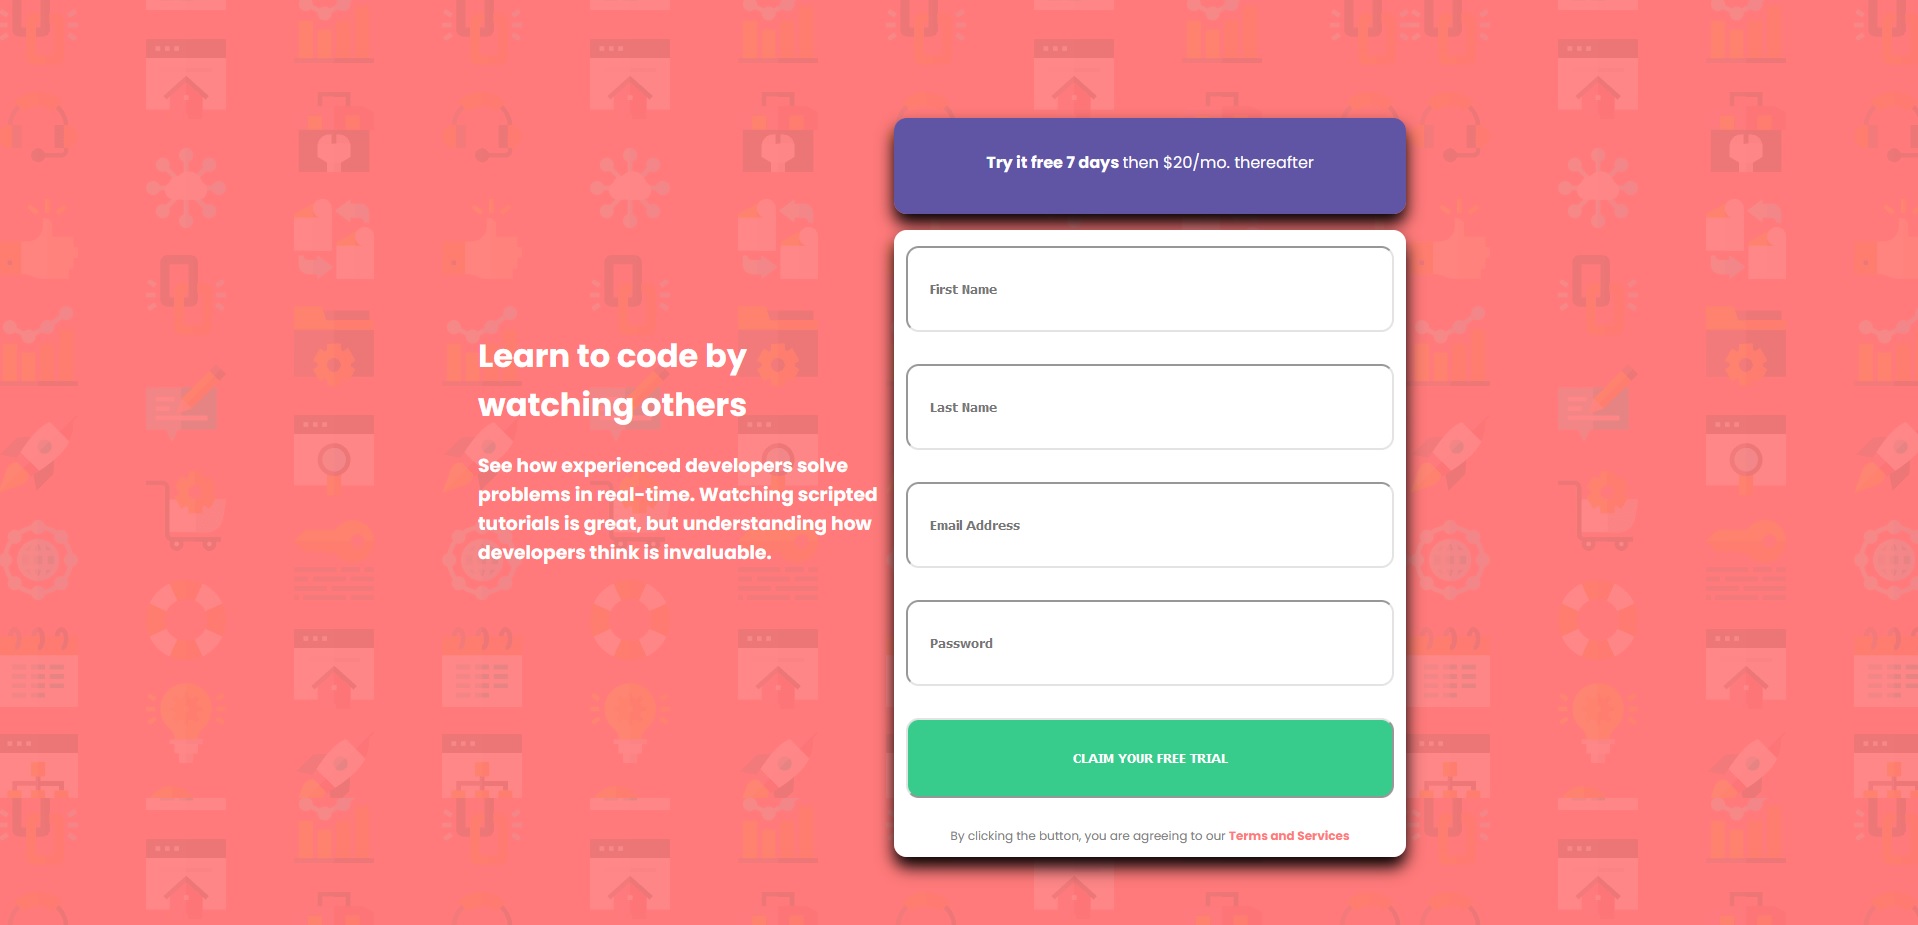 Learn to code by
watching others
See how experienced developers solve
problems in real-time. Watching scripted
tutorials is great, but understanding how
developers think is invaluable.
Try it free 7 days then $20/mo. thereafter
First Name
Last Name
Email Address
Password
CLAIM YOUR FREE TRIAL
By clicking the button, you are agreeing to our Terms and Services